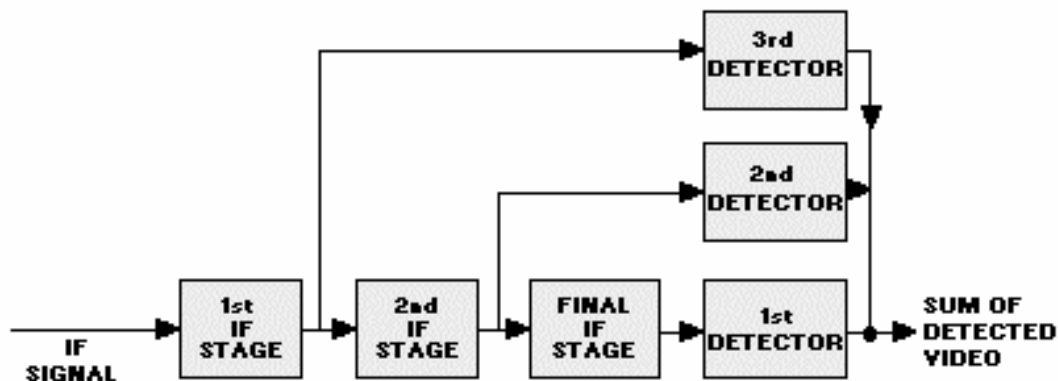 3rd
DETECTOR
2nd
DETECTOR
1st
IF
STAGE
2nd
IF
STAGE
FINAL
IF
STAGE
1st
DETECTOR
SUM OF
DETECTED
VIDEO
IF
SIGNAL